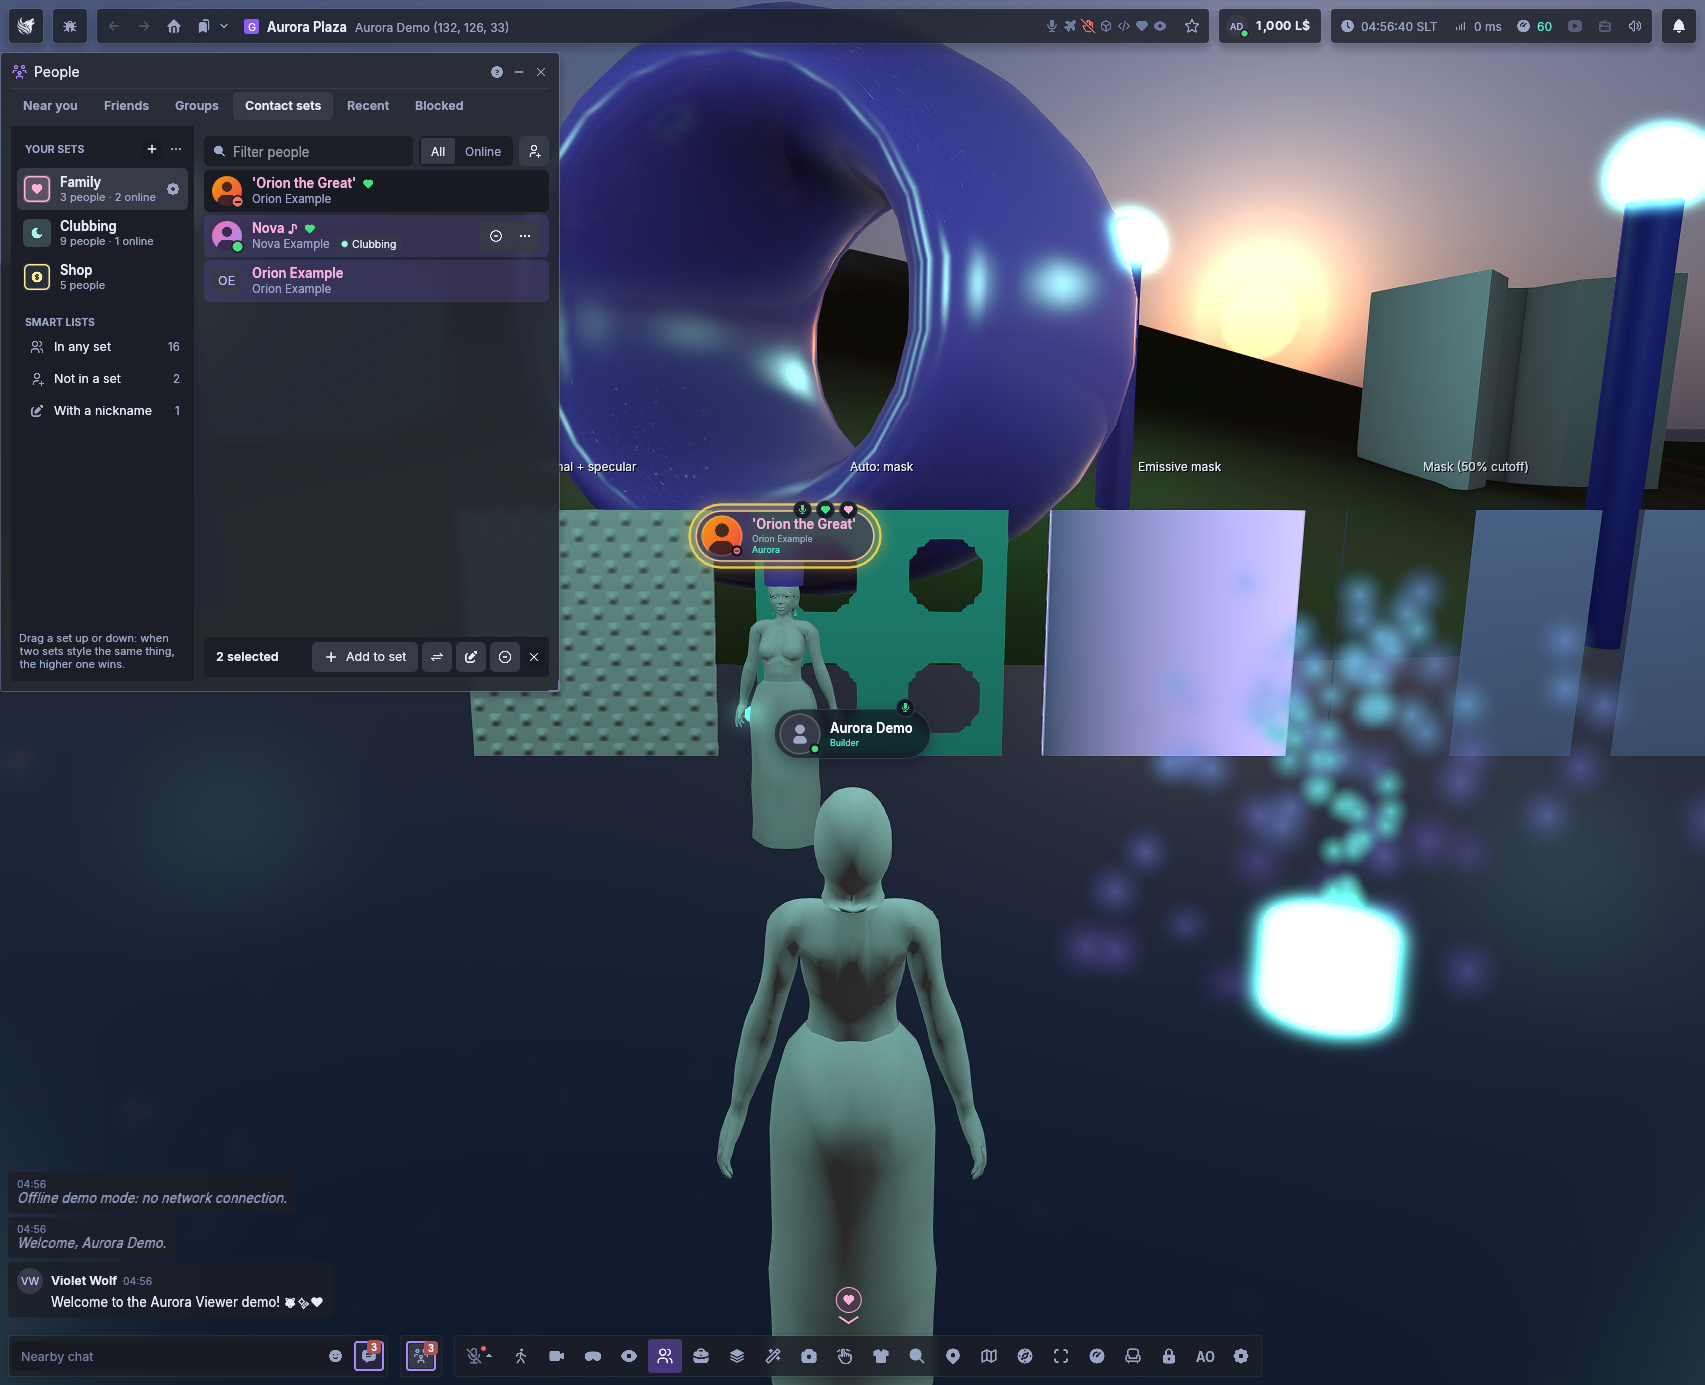 G Aurora Plaza Aurora Demo (132, 126, 33)
AD 1,000 L$
04:56:40 SLT 0 ms 60
People
Near you Friends Groups Contact sets Recent Blocked
YOUR SETS
Family
3 people · 2 online
Clubbing
9 people · 1 online
Shop
5 people
SMART LISTS
In any set 16
Not in a set 2
With a nickname 1
Drag a set up or down: when
two sets style the same thing,
the higher one wins.
Filter people All Online
'Orion the Great'
Orion Example
Nova
Nova Example Clubbing
OE Orion Example
Orion Example
2 selected Add to set
+ specular
Auto: mask
Emissive mask
Mask (50% cutoff)
'Orion the Great'
Orion Example
Aurora
Aurora Demo
Builder
04:56
Offline demo mode: no network connection.
04:56
Welcome, Aurora Demo.
VW Violet Wolf 04:56
Welcome to the Aurora Viewer demo!
Nearby chat 3 3 AO